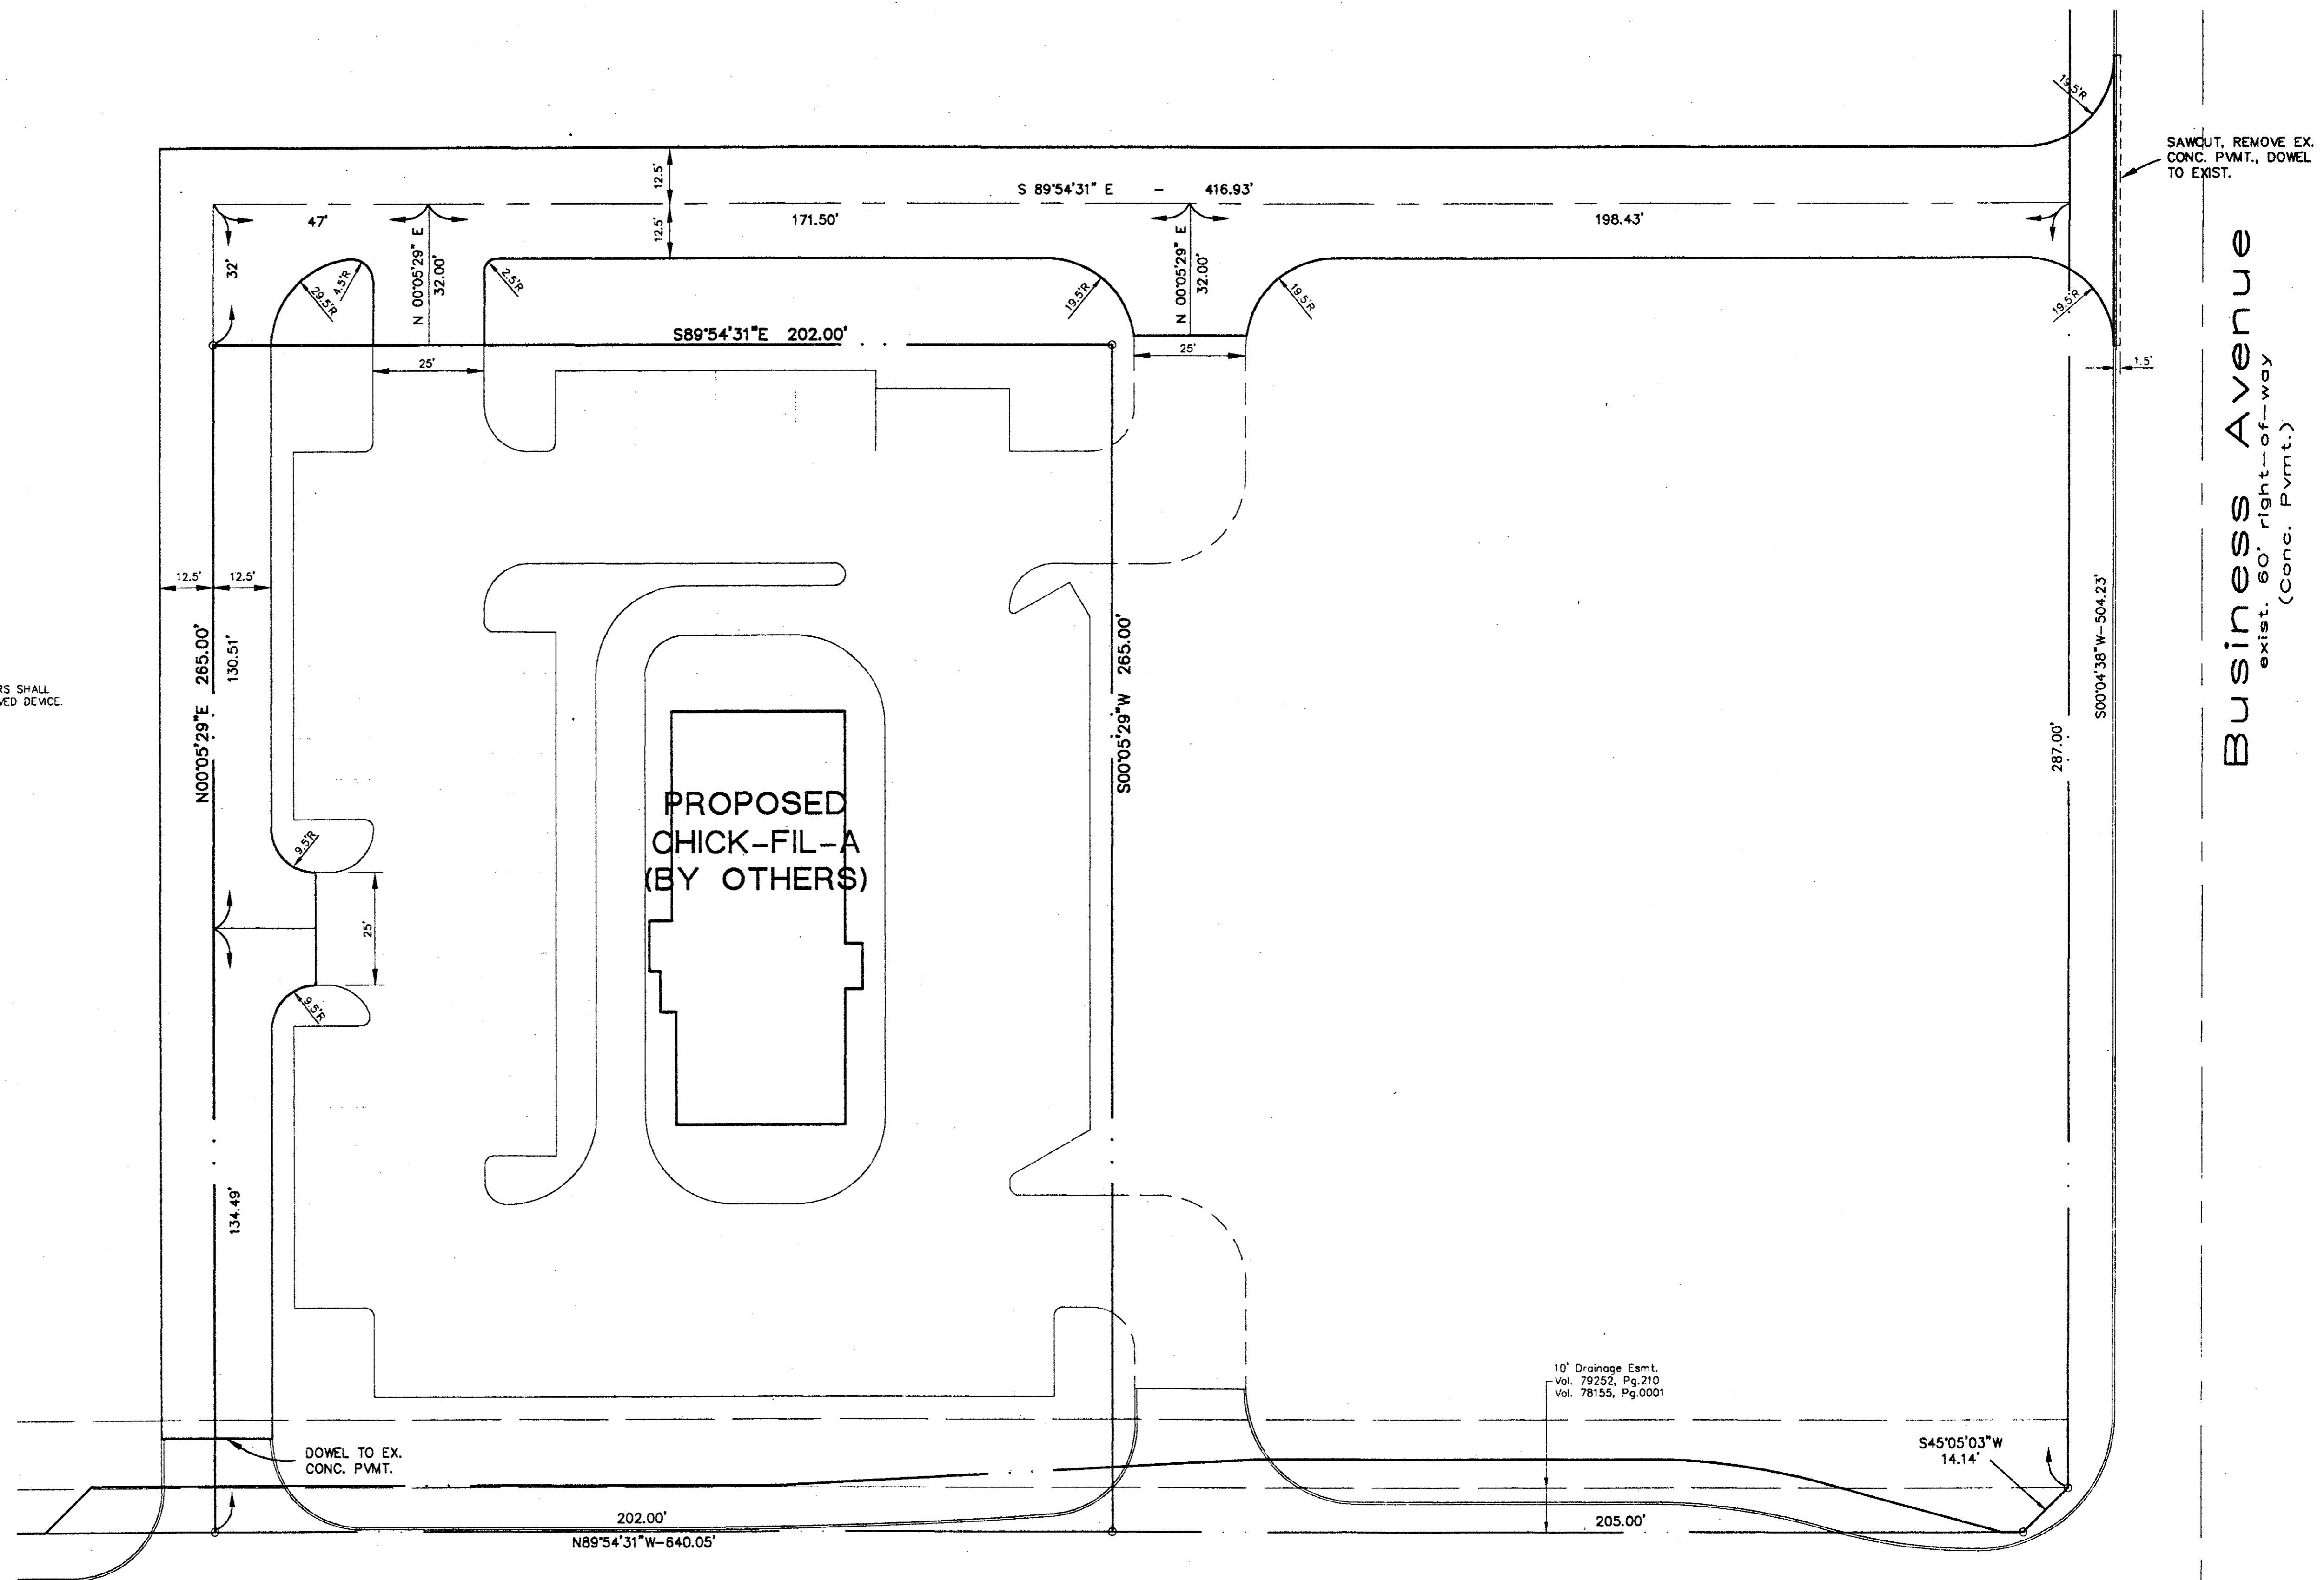 19.5'R
SAWCUT, REMOVE EX.
CONC. PVMT., DOWEL
TO EXIST.
12.5'
S 89°54'31" E - 416.93'
47'
171.50'
198.43'
12.5'
32'
N 00°05'29" E
32.00'
N 00°05'29" E
32.00'
29.5'R
4.5'R
2.5'R
19.5'R
19.5'R
19.5'R
S89°54'31"E 202.00'
25'
25'
1.5'
Business Avenue
exist. 60' right-of-way
(Conc. Pvmt.)
12.5'
12.5'
N00°05'29"E 265.00'
130.51'
S00°05'29"W 265.00'
S00°04'38"W-504.23'
287.00'
RS SHALL
VED DEVICE.
PROPOSED
CHICK-FIL-A
(BY OTHERS)
9.5'R
25'
9.5'R
134.49'
10' Drainage Esmt.
Vol. 79252, Pg.210
Vol. 78155, Pg.0001
DOWEL TO EX.
CONC. PVMT.
S45°05'03"W
14.14'
202.00'
205.00'
N89°54'31"W-640.05'